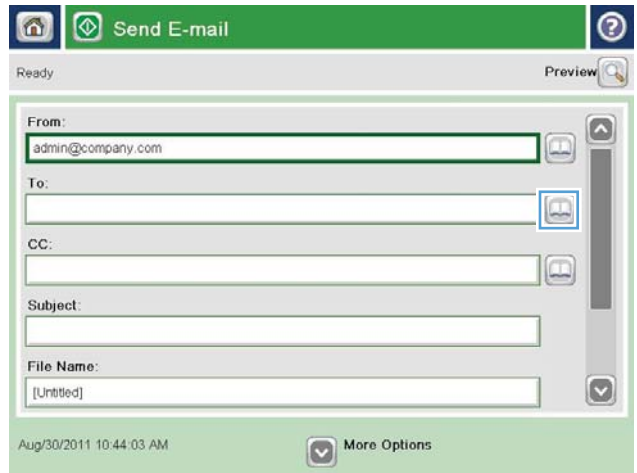 Send E-mail
Ready
Preview
From:
admin@company.com
To:
CC:
Subject:
File Name:
[Untitled]
Aug/30/2011 10:44:03 AM
More Options